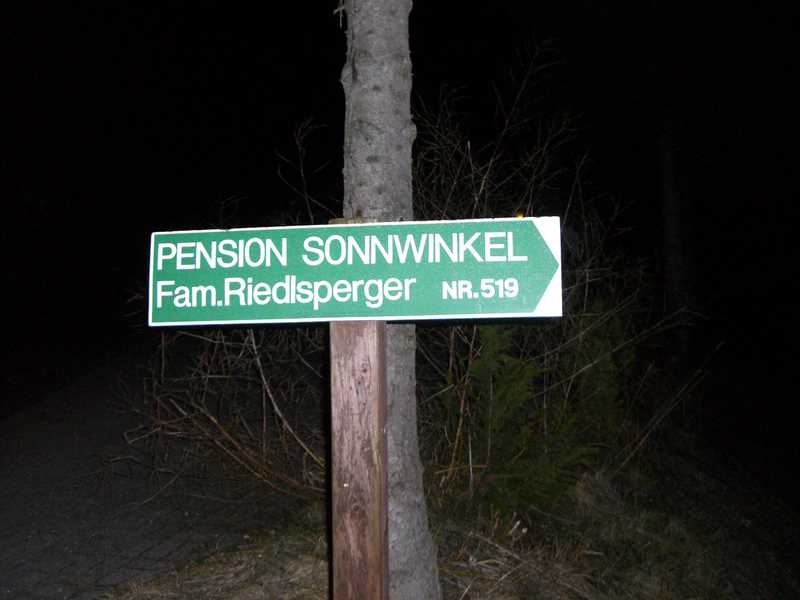 PENSION SONNWINKEL
Fam.Riedlsperger NR.519